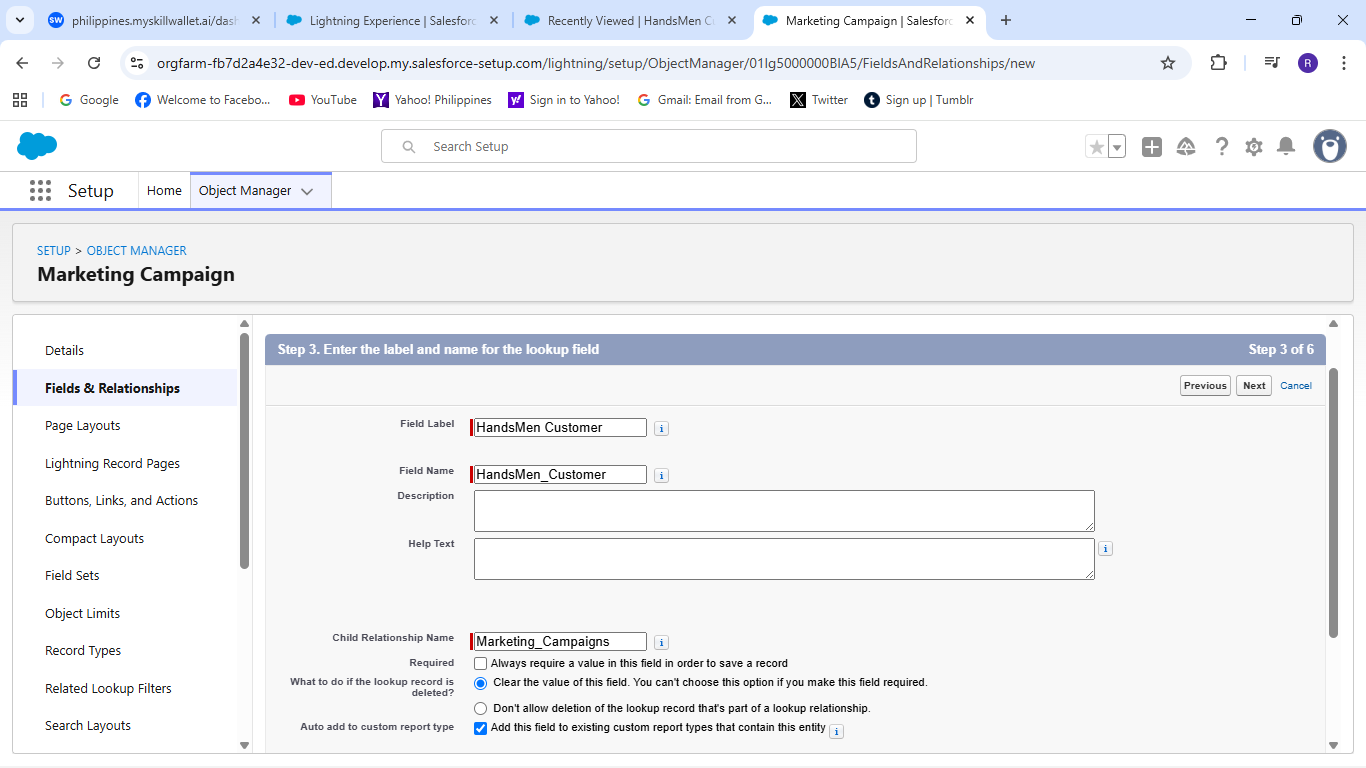 philippines.myskillwallet.ai/dash
Lightning Experience | Salesforc
Recently Viewed | HandsMen C
Marketing Campaign | Salesforc
orgfarm-fb7d2a4e32-dev-ed.develop.my.salesforce-setup.com/lightning/setup/ObjectManager/01Ig5000000BIA5/FieldsAndRelationships/new
R
Google
Welcome to Facebo...
YouTube
Yahoo! Philippines
Sign in to Yahoo!
Gmail: Email from G...
Twitter
Sign up | Tumblr
Search Setup
Setup
Home
Object Manager
SETUP > OBJECT MANAGER
Marketing Campaign
Details
Fields & Relationships
Page Layouts
Lightning Record Pages
Buttons, Links, and Actions
Compact Layouts
Field Sets
Object Limits
Record Types
Related Lookup Filters
Search Layouts
Step 3. Enter the label and name for the lookup field
Step 3 of 6
Previous
Next
Cancel
Field Label
HandsMen Customer
Field Name
HandsMen_Customer
Description
Help Text
Child Relationship Name
Marketing_Campaigns
Required
Always require a value in this field in order to save a record
What to do if the lookup record is
deleted?
Clear the value of this field. You can't choose this option if you make this field required.
Don't allow deletion of the lookup record that's part of a lookup relationship.
Auto add to custom report type
Add this field to existing custom report types that contain this entity